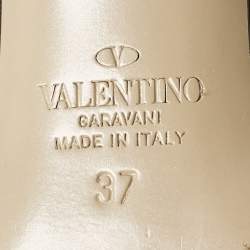 VALENTINO
GARAVANI
MADE IN ITALY
37